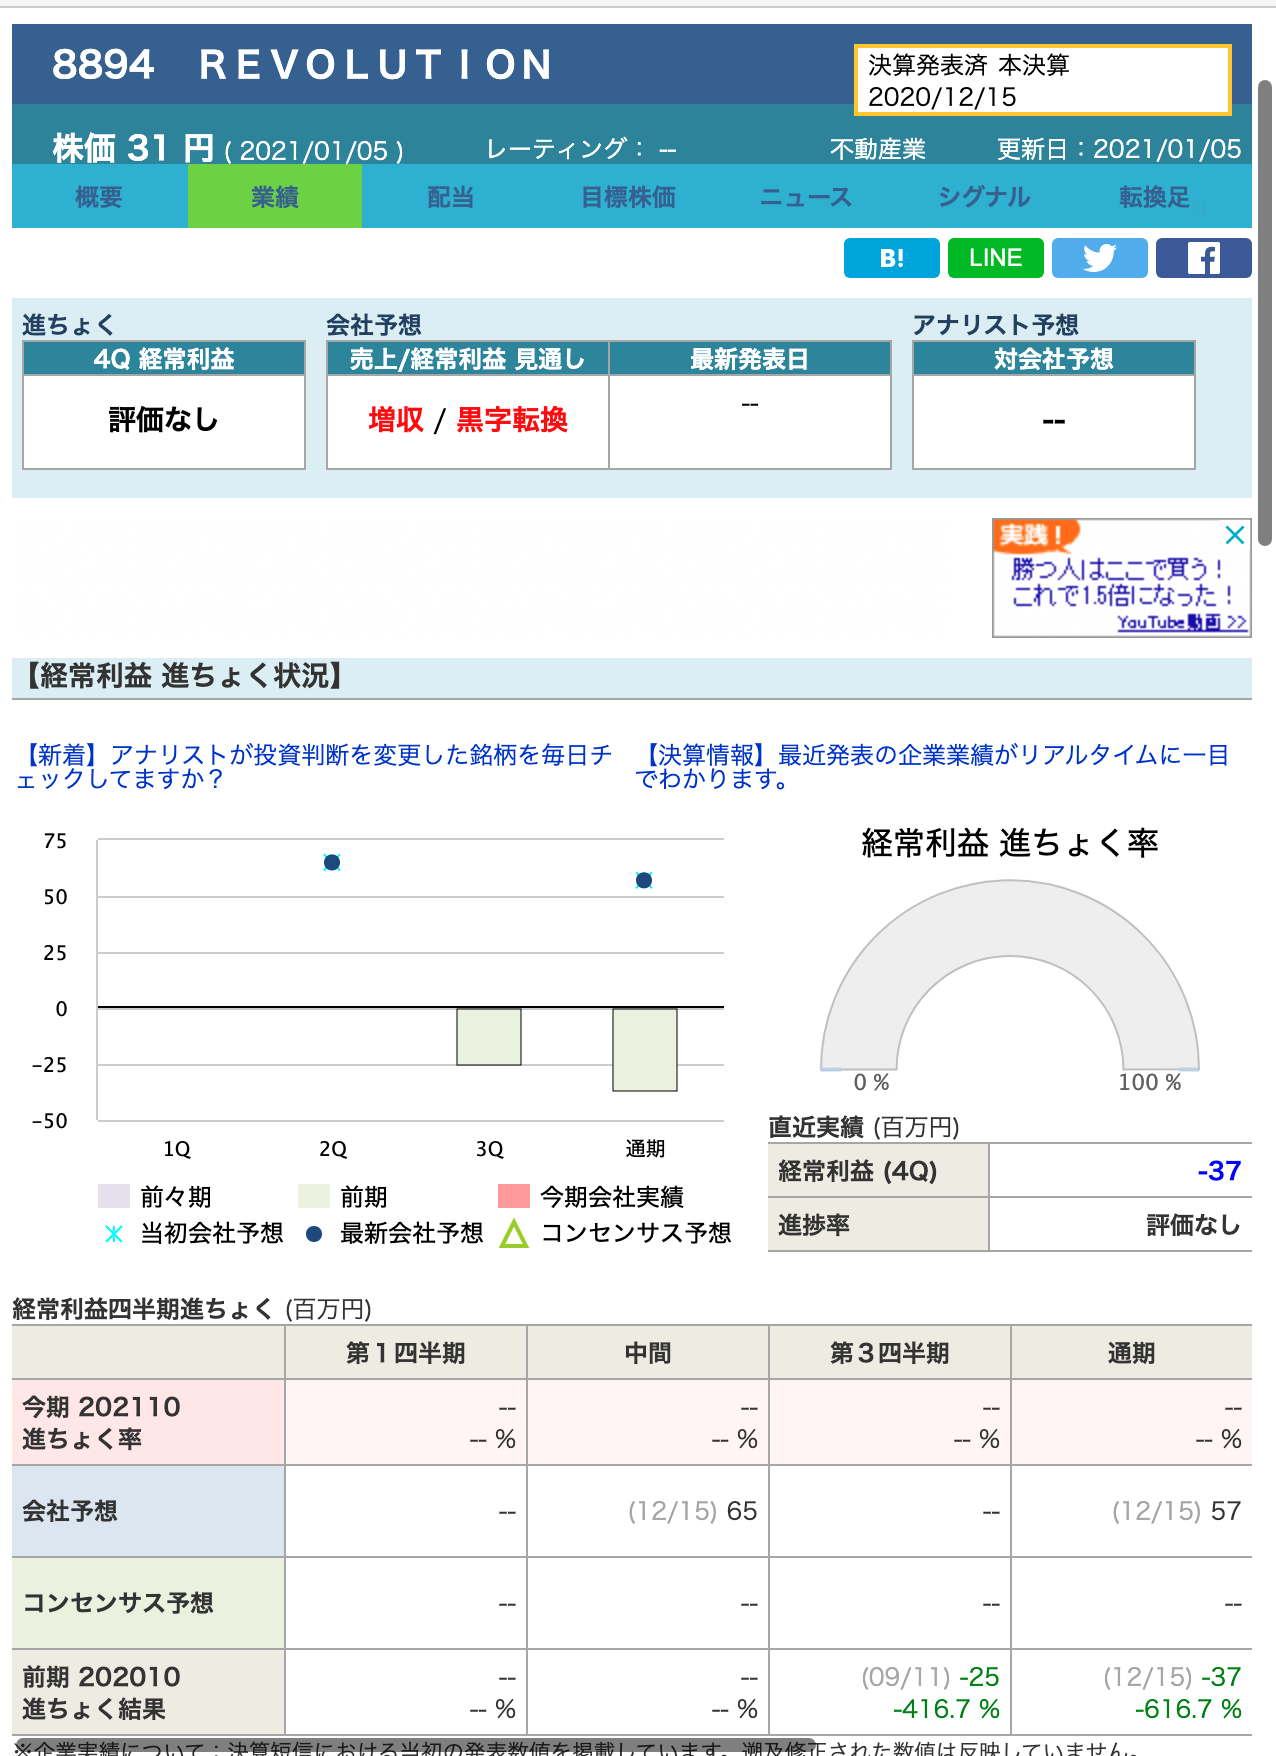 8894 ＲＥＶＯＬＵＴＩＯＮ
決算発表済 本決算
2020/12/15
株価 31 円 ( 2021/01/05 ) レーティング： -- 不動産業 更新日：2021/01/05
概要 業績 配当 目標株価 ニュース シグナル 転換足
B! LINE
進ちょく 会社予想 アナリスト予想
4Q 経常利益 売上/経常利益 見通し 最新発表日 対会社予想
評価なし 増収 / 黒字転換 -- --
実践！
勝つ人はここで買う！
これで1.5倍になった！
YouTube動画 >>
【経常利益 進ちょく状況】
【新着】アナリストが投資判断を変更した銘柄を毎日チ
ェックしてますか？
【決算情報】最近発表の企業業績がリアルタイムに一目
でわかります。
経常利益 進ちょく率
75
50
25
0
-25
-50
1Q 2Q 3Q 通期
0 % 100 %
前々期 前期 今期会社実績
当初会社予想 最新会社予想 コンセンサス予想
直近実績 (百万円)
経常利益 (4Q) -37
進捗率 評価なし
経常利益四半期進ちょく (百万円)
第１四半期 中間 第３四半期 通期
今期 202110 -- -- -- --
進ちょく率 -- % -- % -- % -- %
会社予想 -- (12/15) 65 -- (12/15) 57
コンセンサス予想 -- -- -- --
前期 202010 -- -- (09/11) -25 (12/15) -37
進ちょく結果 -- % -- % -416.7 % -616.7 %
※企業実績について：決算短信における当初の発表数値を掲載しています。遡及修正された数値は反映していません。